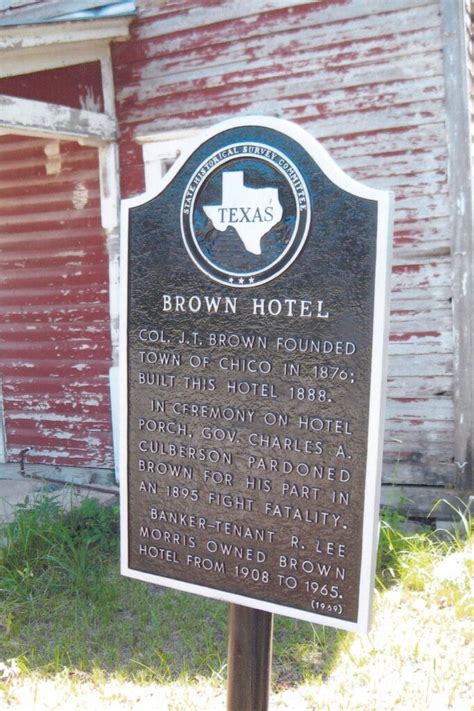 STATE HISTORICAL SURVEY COMMITTEE
TEXAS
BROWN HOTEL
COL. J.T. BROWN FOUNDED
TOWN OF CHICO IN 1876;
BUILT THIS HOTEL 1888.
IN CEREMONY ON HOTEL
PORCH, GOV. CHARLES A.
CULBERSON PARDONED
BROWN FOR HIS PART IN
AN 1895 FIGHT FATALITY.
BANKER-TENANT R. LEE
MORRIS OWNED BROWN
HOTEL FROM 1908 TO 1965.
(1969)